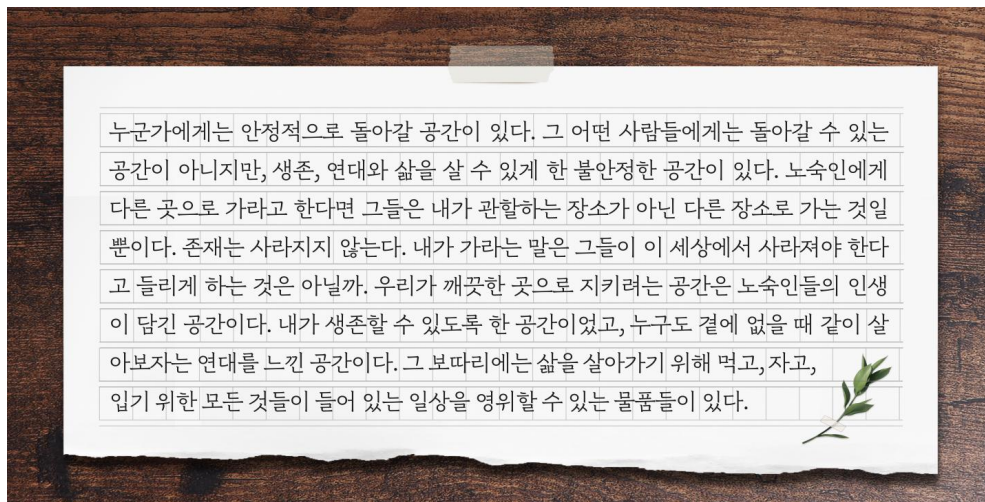 누군가에게는 안정적으로 돌아갈 공간이 있다. 그 어떤 사람들에게는 돌아갈 수 있는
공간이 아니지만, 생존, 연대와 삶을 살 수 있게 한 불안정한 공간이 있다. 노숙인에게
다른 곳으로 가라고 한다면 그들은 내가 관할하는 장소가 아닌 다른 장소로 가는 것일
뿐이다. 존재는 사라지지 않는다. 내가 가라는 말은 그들이 이 세상에서 사라져야 한다
고 들리게 하는 것은 아닐까. 우리가 깨끗한 곳으로 지키려는 공간은 노숙인들의 인생
이 담긴 공간이다. 내가 생존할 수 있도록 한 공간이었고, 누구도 곁에 없을 때 같이 살
아보자는 연대를 느낀 공간이다. 그 보따리에는 삶을 살아가기 위해 먹고, 자고,
입기 위한 모든 것들이 들어 있는 일상을 영위할 수 있는 물품들이 있다.